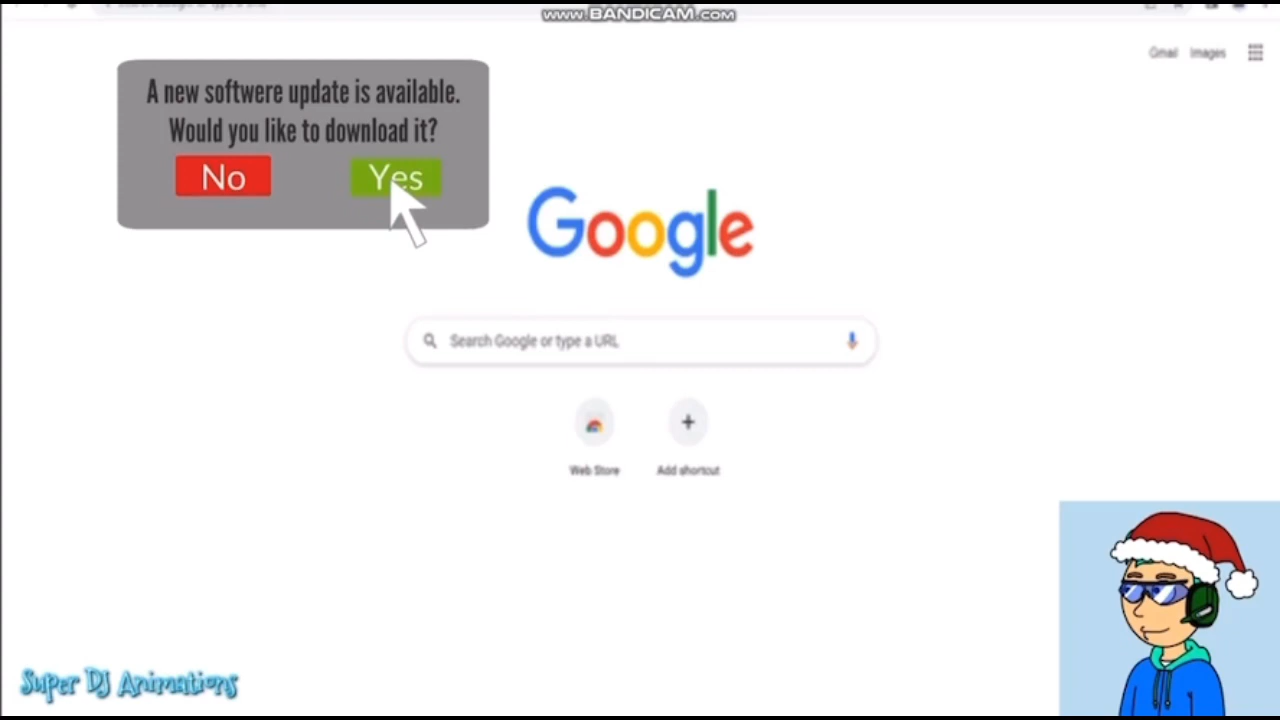 www.BANDICAM.com
Gmail Images
A new softwere update is available.
Would you like to download it?
No Yes
Google
Search Google or type a URL
Web Store Add shortcut
Super DJ Animations